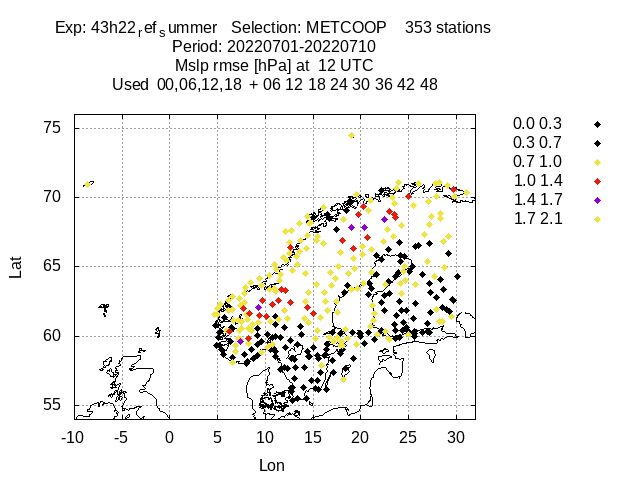 Exp: 43h22refsummer   Selection: METCOOP    353 stations
Period: 20220701-20220710
Mslp rmse [hPa] at  12 UTC
Used  00,06,12,18  + 06 12 18 24 30 36 42 48
75
70
65
60
55
Lat
-10 -5 0 5 10 15 20 25 30
Lon
0.0 0.3
0.3 0.7
0.7 1.0
1.0 1.4
1.4 1.7
1.7 2.1